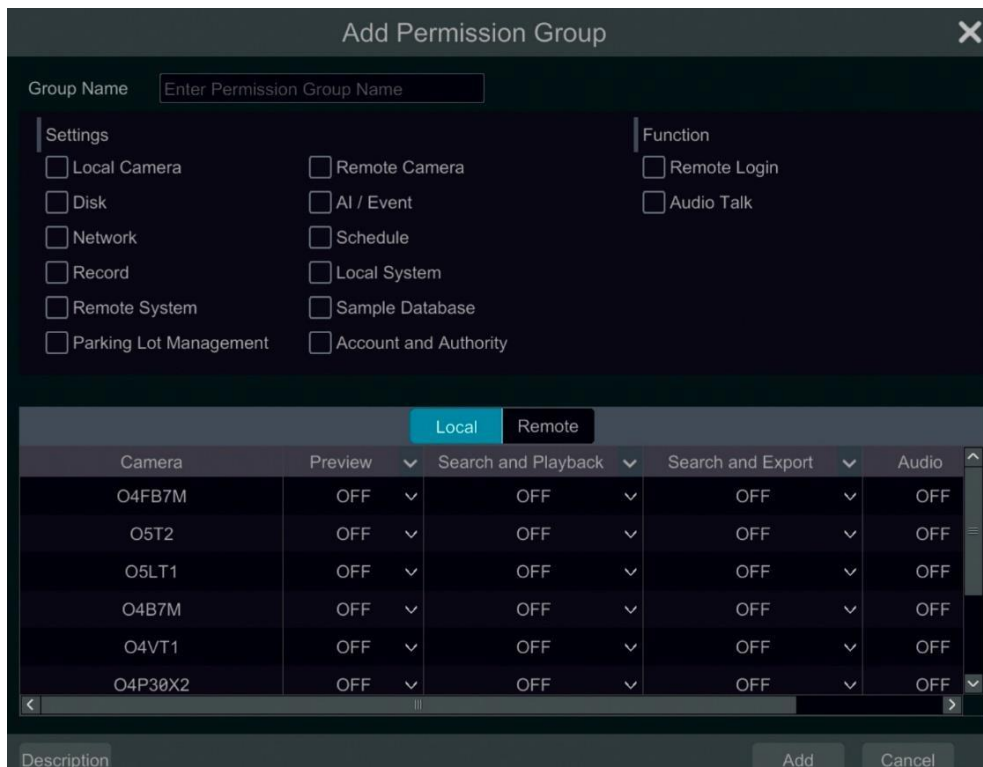 Add Permission Group
Group Name Enter Permission Group Name
Settings Function
Local Camera Remote Camera Remote Login
Disk AI / Event Audio Talk
Network Schedule
Record Local System
Remote System Sample Database
Parking Lot Management Account and Authority
Local Remote
Camera Preview Search and Playback Search and Export Audio
O4FB7M OFF OFF OFF OFF
O5T2 OFF OFF OFF OFF
O5LT1 OFF OFF OFF OFF
O4B7M OFF OFF OFF OFF
O4VT1 OFF OFF OFF OFF
O4P30X2 OFF OFF OFF OFF
Description Add Cancel